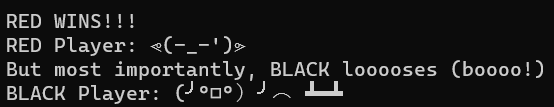 RED WINS!!!
RED Player: ⋖(-_-')⋗
But most importantly, BLACK looooses (boooo!)
BLACK Player: (╯°□°）╯︵ ┻━┻